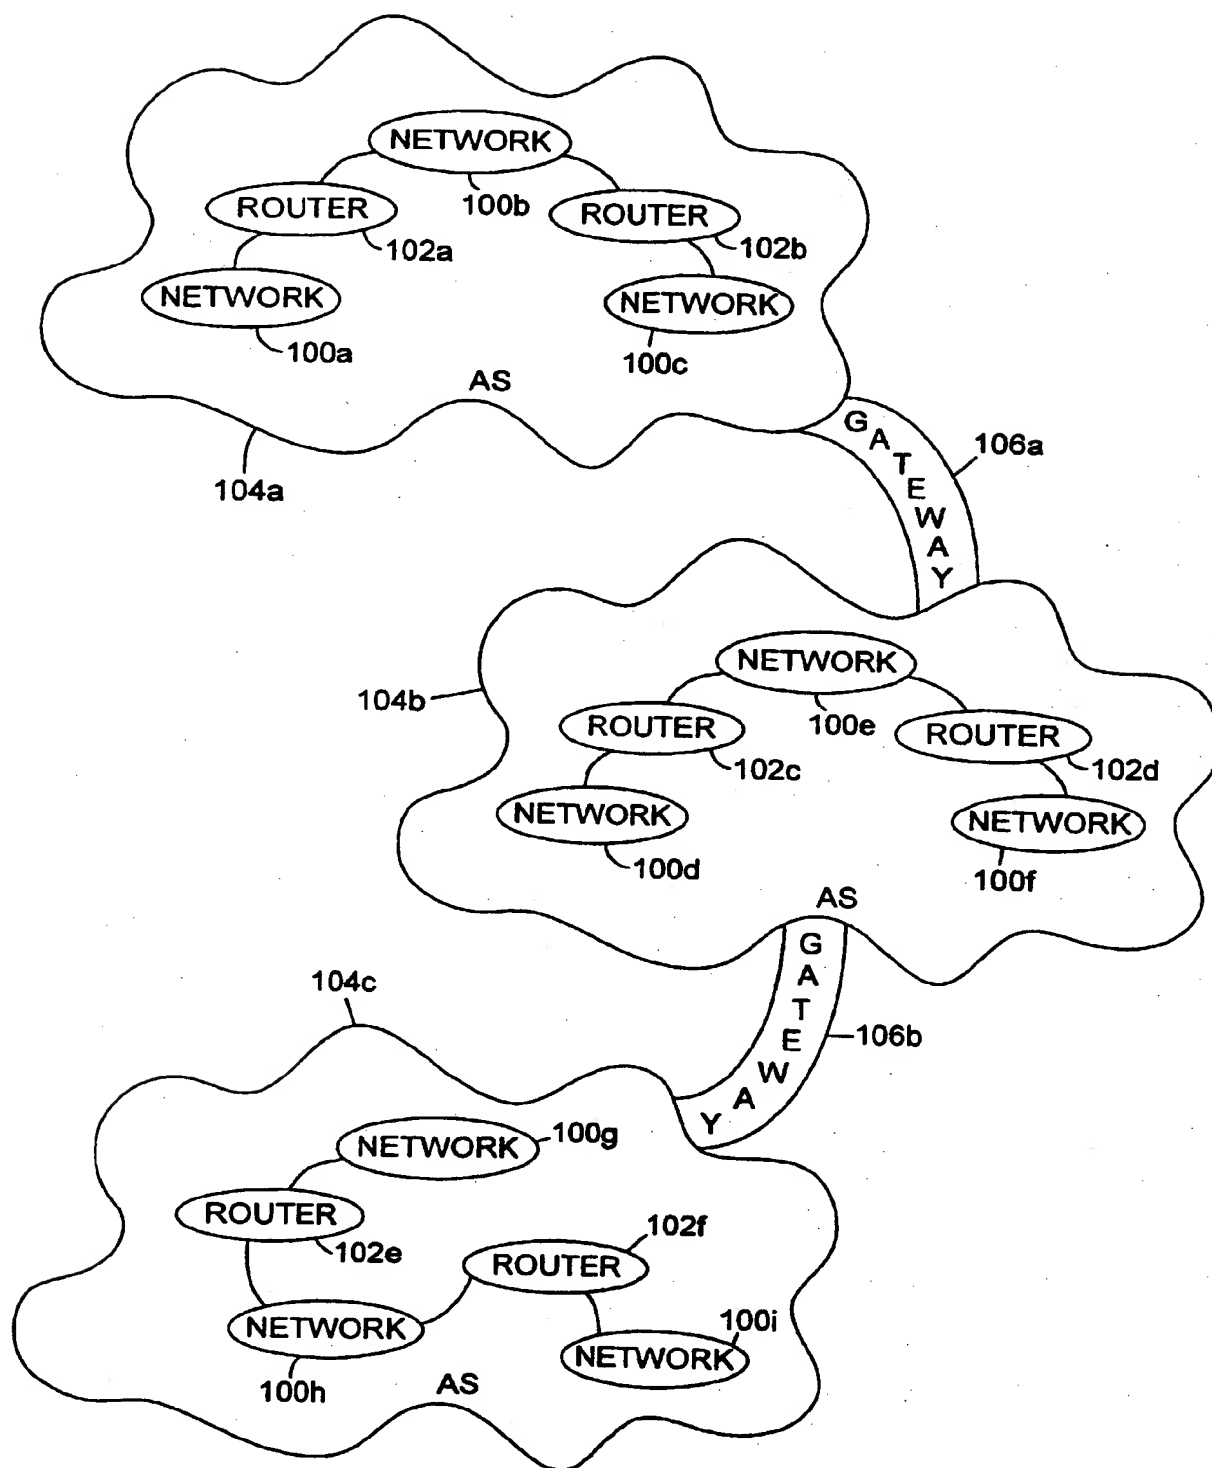 NETWORK
100b
ROUTER
102a
ROUTER
102b
NETWORK
100a
NETWORK
100c
AS
104a
GATEWAY
106a
NETWORK
100e
104b
ROUTER
102c
ROUTER
102d
NETWORK
100d
NETWORK
100f
AS
GATEWAY
106b
104c
NETWORK
100g
ROUTER
102e
ROUTER
102f
NETWORK
100h
NETWORK
100i
AS